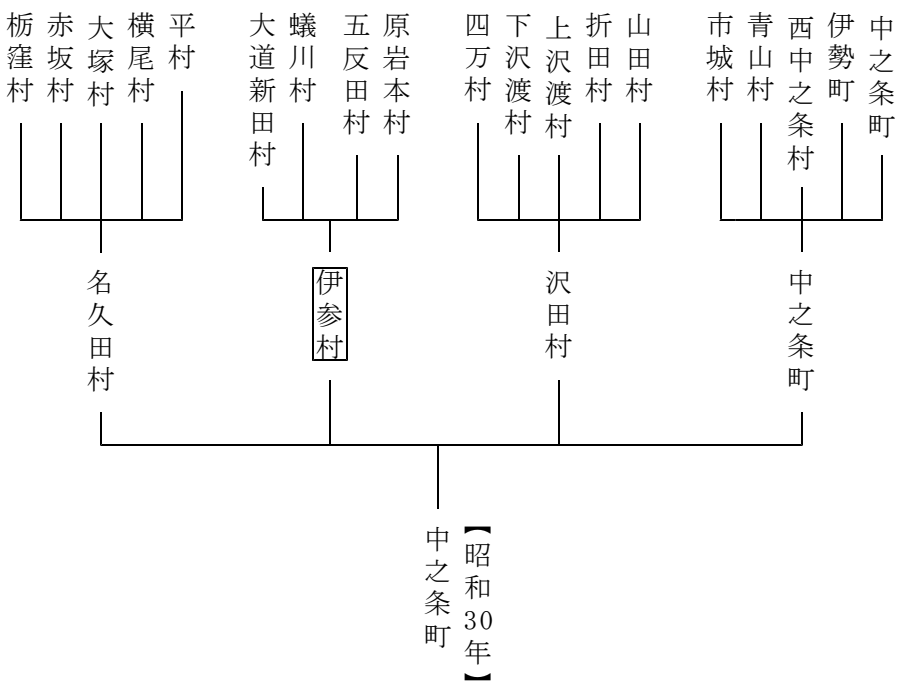 中之条町
伊勢町
西中之条村
青山村
市城村
山田村
折田村
上沢渡村
下沢渡村
四万村
原岩本村
五反田村
蟻川村
大道新田村
平村
横尾村
大塚村
赤坂村
栃窪村
中之条町
沢田村
伊参村
名久田村
【昭和30年】
中之条町